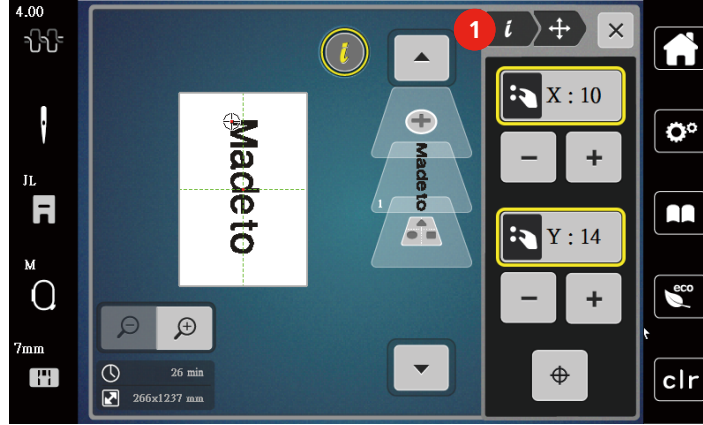 4.00
1
i
i
X : 10
-
+
Y : 14
-
+
JL
M
7mm
Made to
Made to
1
26 min
266x1237 mm
eco
clr